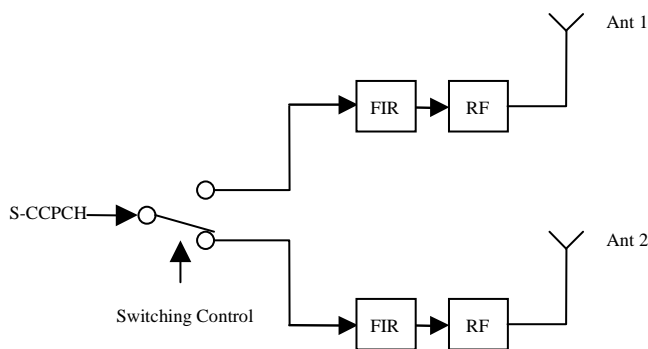 Ant 1
FIR
RF
S-CCPCH
Ant 2
Switching Control
FIR
RF